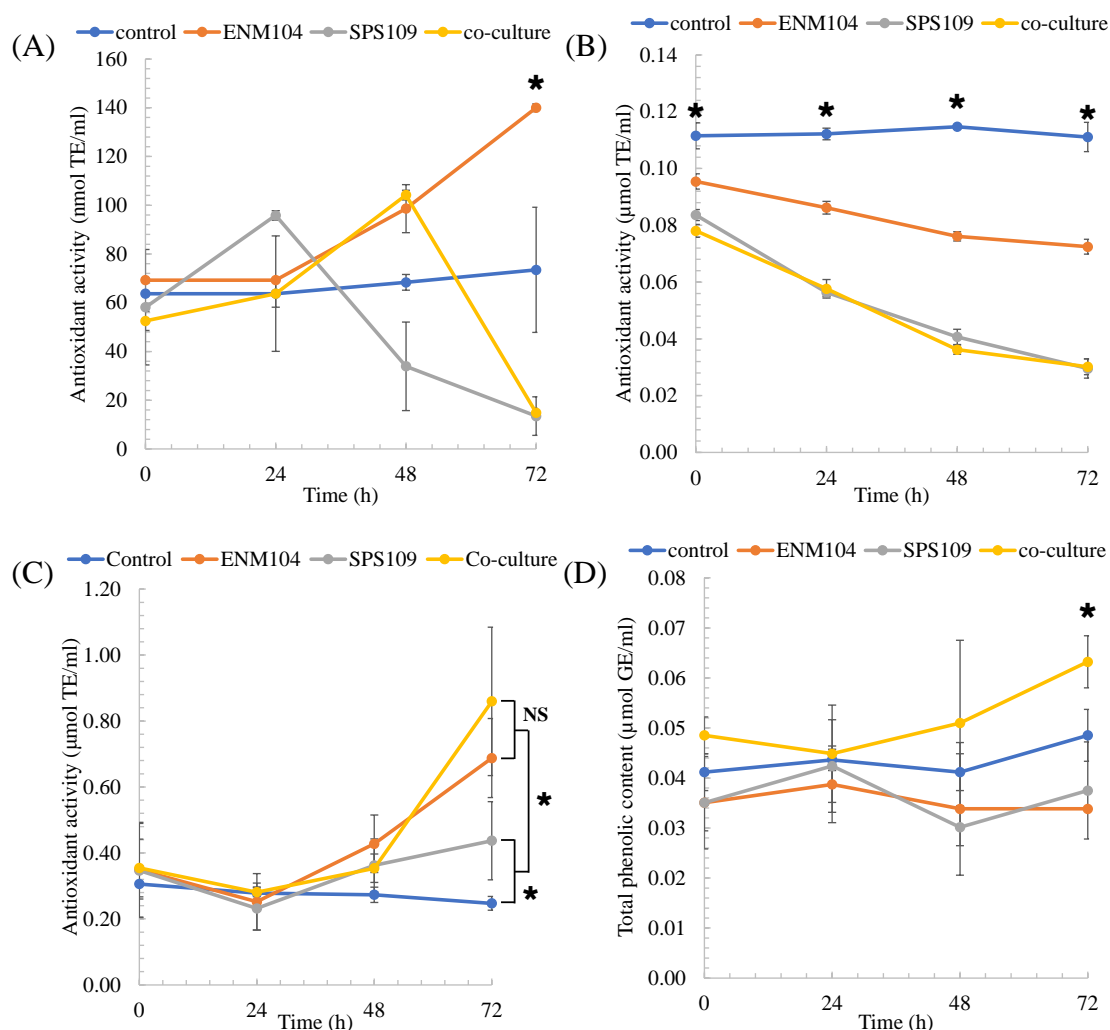 (A)
control ENM104 SPS109 co-culture
Antioxidant activity (nmol TE/ml)
160
140
120
100
80
60
40
20
0
*
0 24 48 72
Time (h)
(B)
control ENM104 SPS109 co-culture
Antioxidant activity (µmol TE/ml)
0.14
0.12
0.10
0.08
0.06
0.04
0.02
0.00
* * * *
0 24 48 72
Time (h)
(C)
Control ENM104 SPS109 Co-culture
Antioxidant activity (µmol TE/ml)
1.20
1.00
0.80
0.60
0.40
0.20
0.00
NS
*
*
0 24 48 72
Time (h)
(D)
control ENM104 SPS109 co-culture
Total phenolic content (µmol GE/ml)
0.08
0.07
0.06
0.05
0.04
0.03
0.02
0.01
0.00
*
0 24 48 72
Time (h)